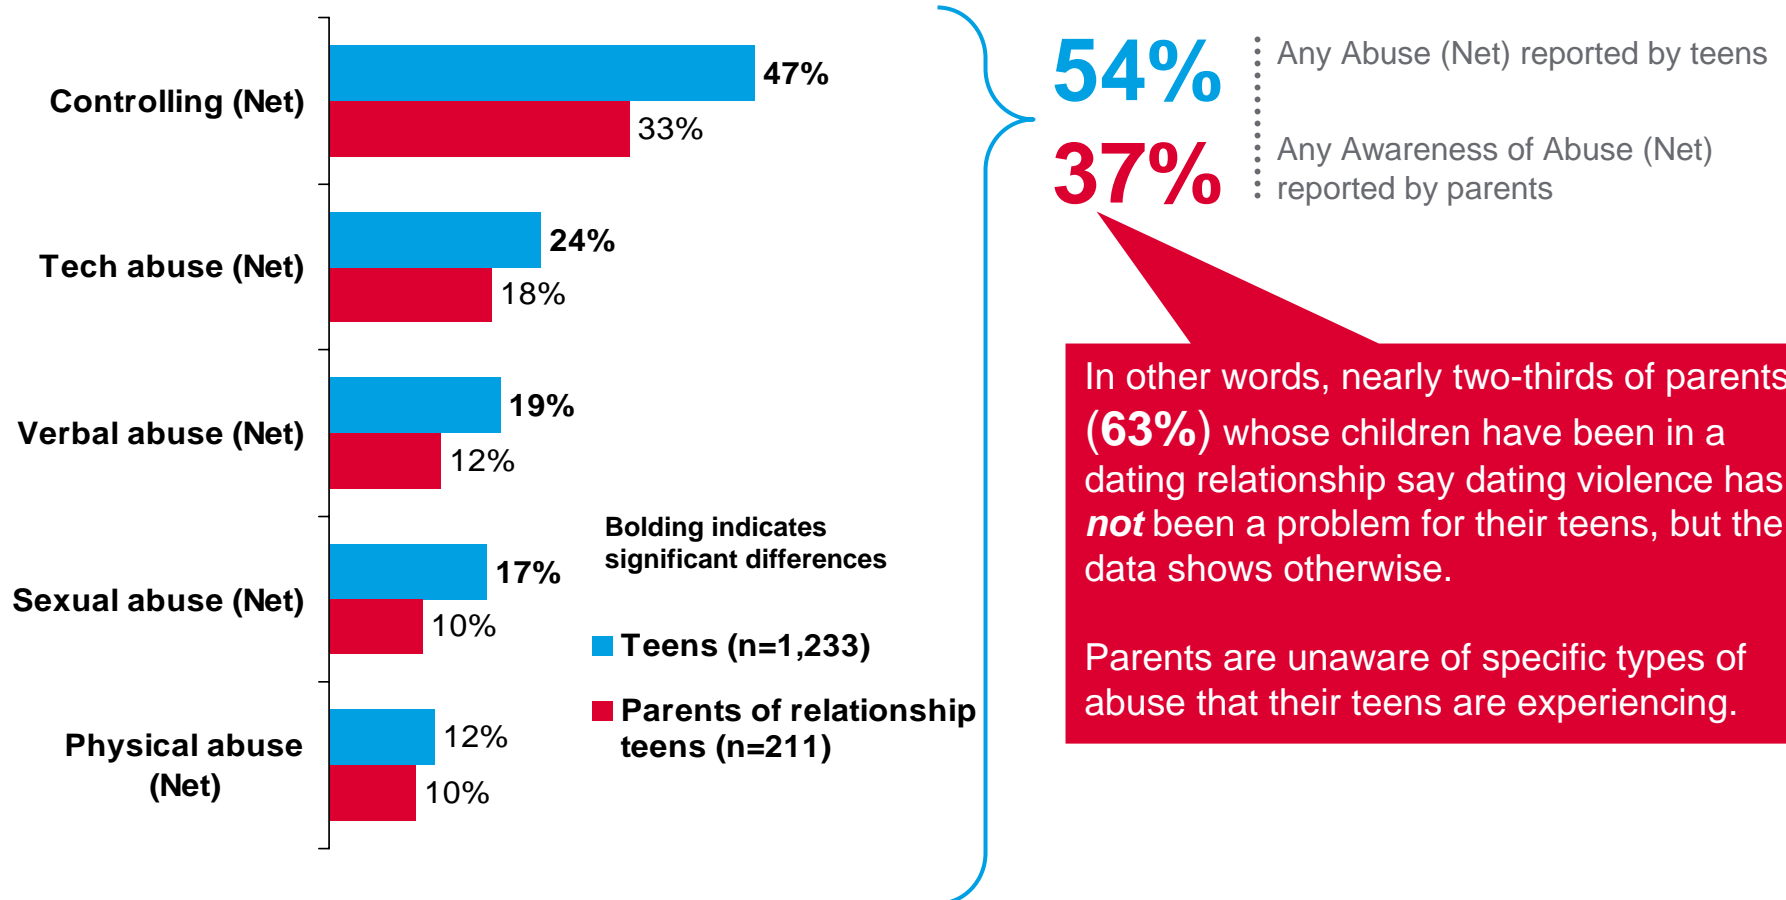 Controlling (Net)
47%
33%
Tech abuse (Net)
24%
18%
Verbal abuse (Net)
19%
12%
Sexual abuse (Net)
17%
10%
Physical abuse
(Net)
12%
10%
Bolding indicates
significant differences
Teens (n=1,233)
Parents of relationship
teens (n=211)
54%
Any Abuse (Net) reported by teens
37%
Any Awareness of Abuse (Net)
reported by parents
In other words, nearly two-thirds of parents
(63%) whose children have been in a
dating relationship say dating violence has
not been a problem for their teens, but the
data shows otherwise.
Parents are unaware of specific types of
abuse that their teens are experiencing.